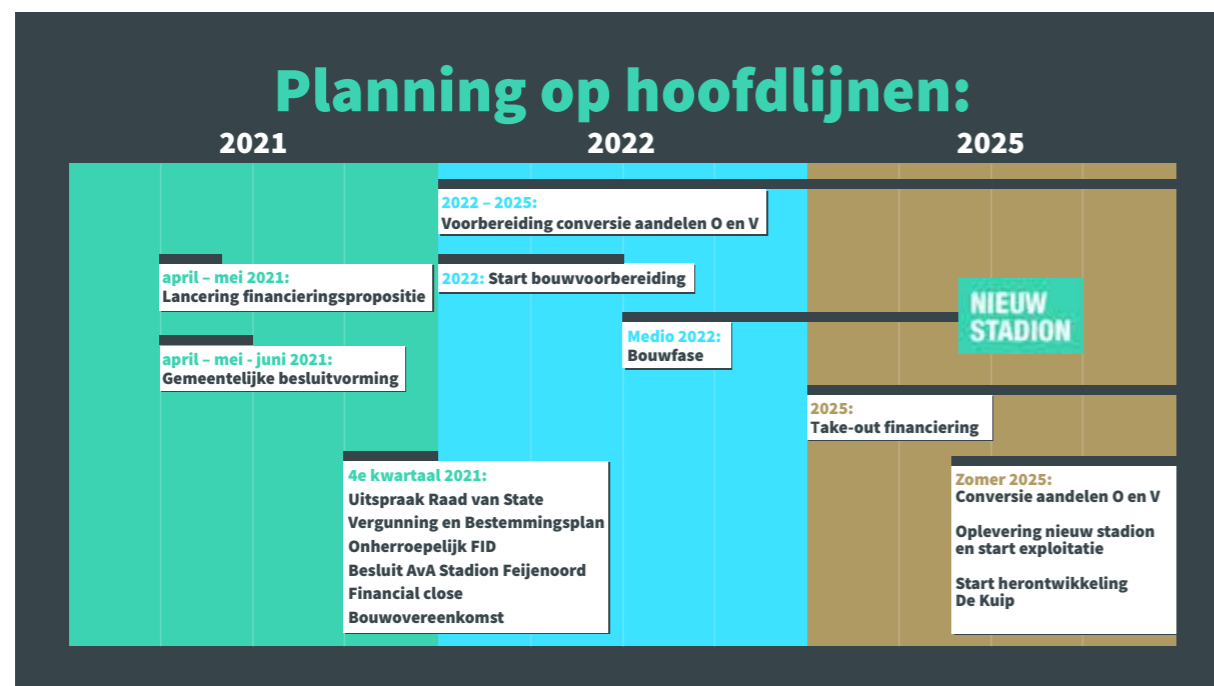 Planning op hoofdlijnen:
2021
2022
2025
2022 – 2025:
Voorbereiding conversie aandelen O en V
april – mei 2021:
Lancering financieringspropositie
2022: Start bouwvoorbereiding
NIEUW
STADION
Medio 2022:
Bouwfase
april – mei - juni 2021:
Gemeentelijke besluitvorming
2025:
Take-out financiering
4e kwartaal 2021:
Uitspraak Raad van State
Vergunning en Bestemmingsplan
Onherroepelijk FID
Besluit AvA Stadion Feijenoord
Financial close
Bouwovereenkomst
Zomer 2025:
Conversie aandelen O en V
Oplevering nieuw stadion
en start exploitatie
Start herontwikkeling
De Kuip